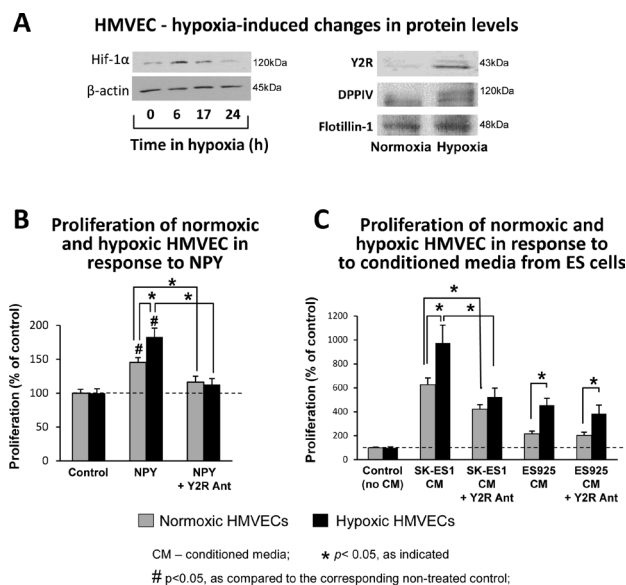 A
HMVEC - hypoxia-induced changes in protein levels
Hif-1α
120kDa
β-actin
45kDa
0 6 17 24
Time in hypoxia (h)
Y2R
43kDa
DPPIV
120kDa
Flotillin-1
48kDa
Normoxia Hypoxia
B
Proliferation of normoxic
and hypoxic HMVEC in
response to NPY
Proliferation (% of control)
200
150
100
50
0
*
* *
#
#
Control
NPY
NPY
+ Y2R Ant
C
Proliferation of normoxic and
hypoxic HMVEC in response to
to conditioned media from ES cells
Proliferation (% of control)
1200
1000
800
600
400
200
0
*
* *
*
*
Control
(no CM)
SK-ES1
CM
SK-ES1
CM
+ Y2R Ant
ES925
CM
ES925
CM
+ Y2R Ant
Normoxic HMVECs
Hypoxic HMVECs
CM – conditioned media; * p< 0.05, as indicated
# p<0.05, as compared to the corresponding non-treated control;